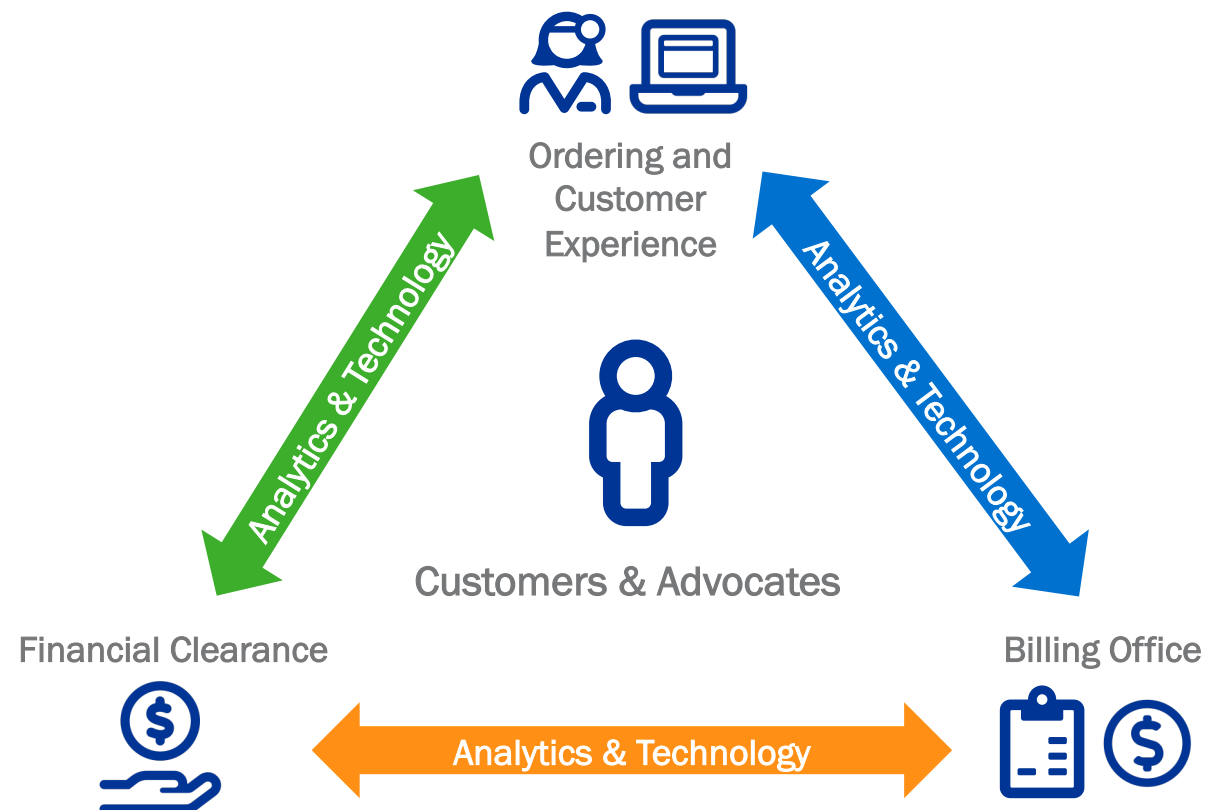 Ordering and
Customer
Experience
Analytics & Technology
Analytics & Technology
Customers & Advocates
Financial Clearance
Billing Office
Analytics & Technology